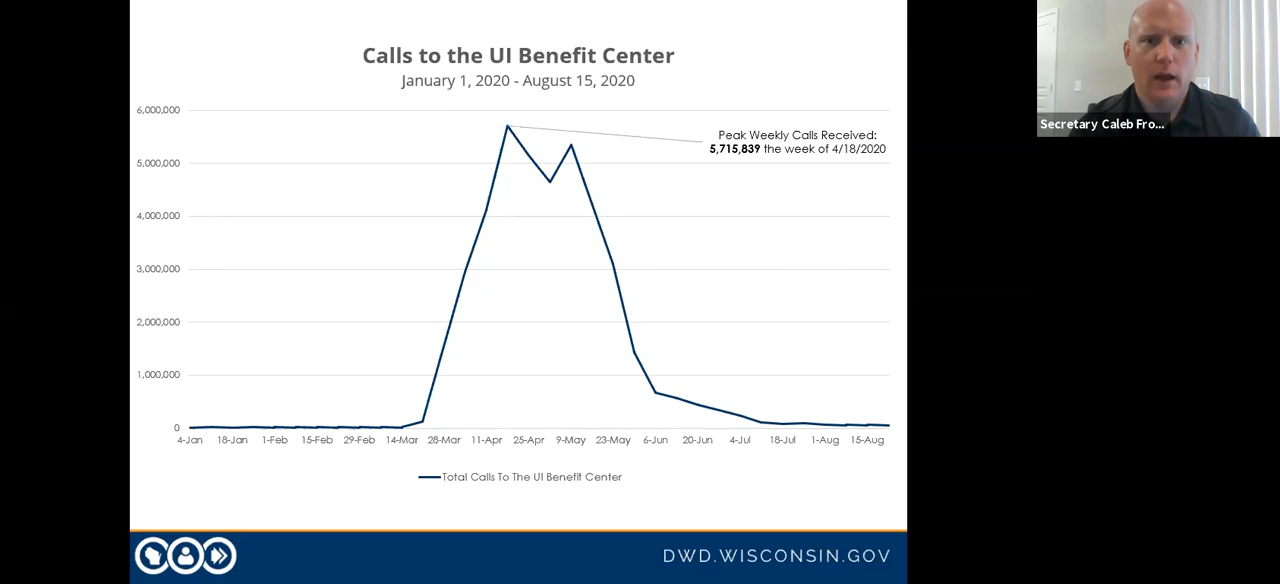 Calls to the UI Benefit Center
January 1, 2020 - August 15, 2020
6,000,000
5,000,000
4,000,000
3,000,000
2,000,000
1,000,000
0
Peak Weekly Calls Received:
5,715,839 the week of 4/18/2020
4-Jan 18-Jan 1-Feb 15-Feb 29-Feb 14-Mar 28-Mar 11-Apr 25-Apr 9-May 23-May 6-Jun 20-Jun 4-Jul 18-Jul 1-Aug 15-Aug
Total Calls To The UI Benefit Center
DWD.WISCONSIN.GOV
Secretary Caleb Fro...